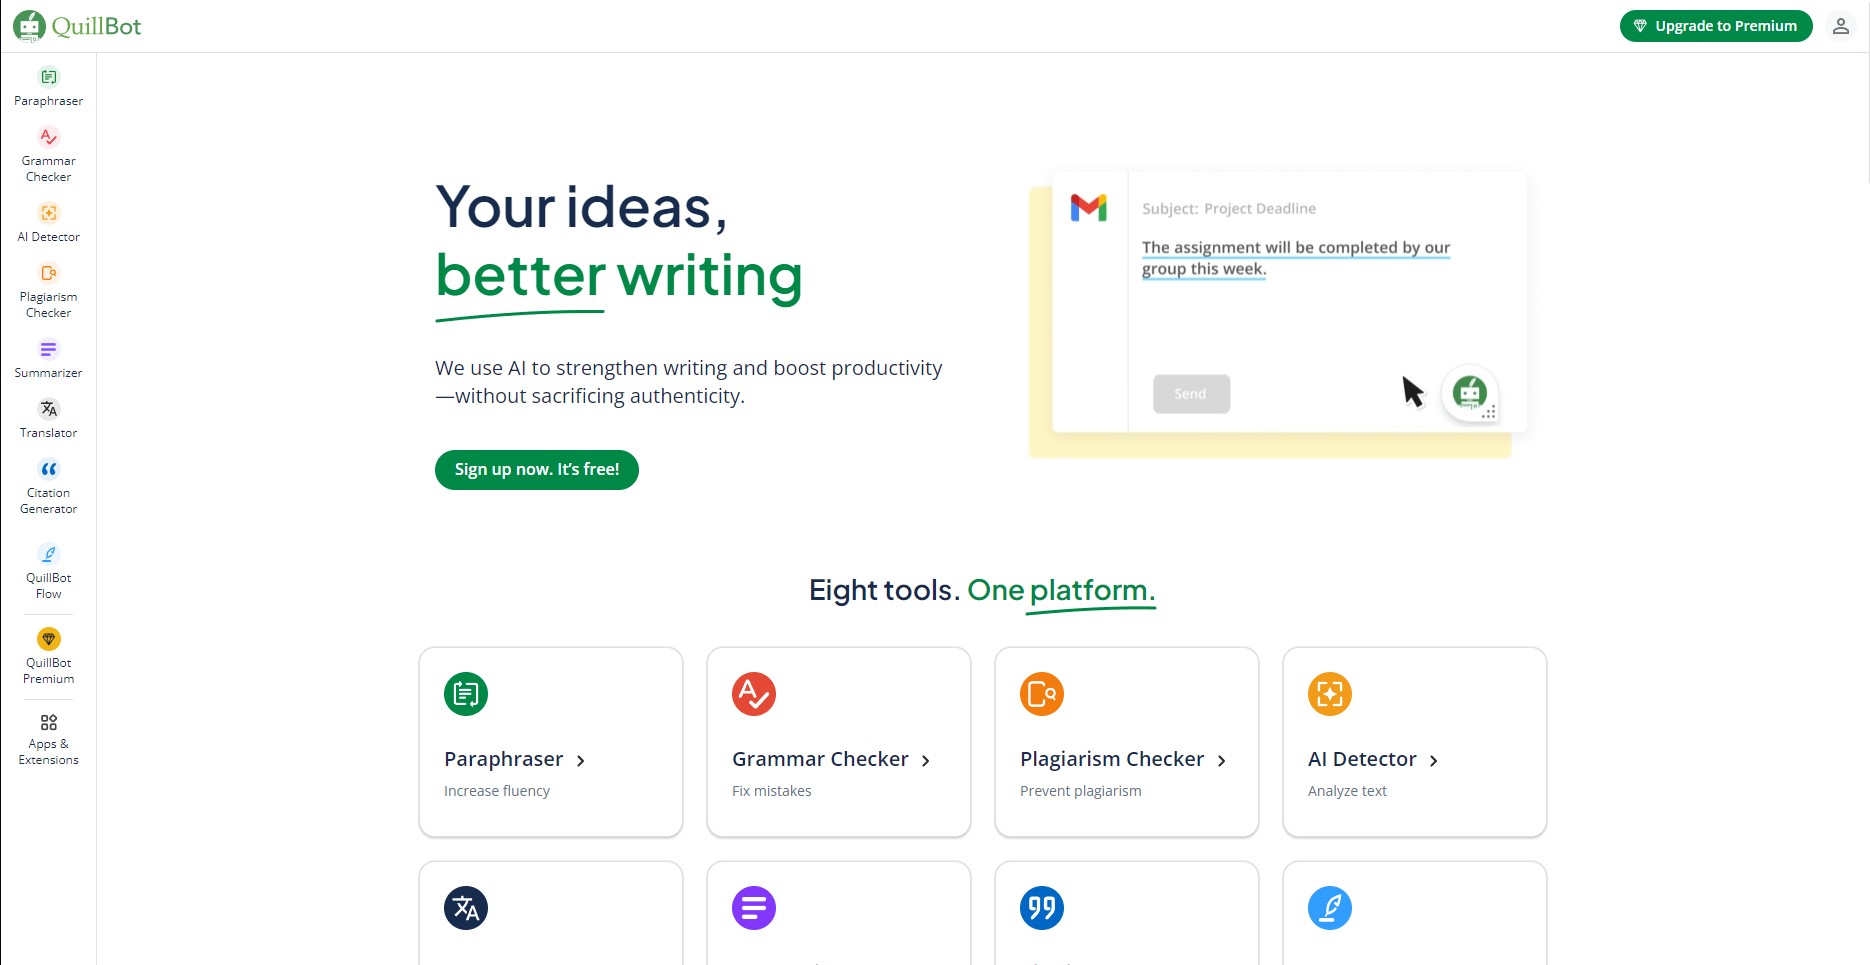 QuillBot
Upgrade to Premium
Paraphraser
Grammar
Checker
AI Detector
Plagiarism
Checker
Summarizer
Translator
Citation
Generator
QuillBot
Flow
QuillBot
Premium
Apps &
Extensions
Your ideas,
better writing
We use AI to strengthen writing and boost productivity
—without sacrificing authenticity.
Sign up now. It's free!
Subject: Project Deadline
The assignment will be completed by our
group this week.
Send
Eight tools. One platform.
Paraphraser
Increase fluency
Grammar Checker
Fix mistakes
Plagiarism Checker
Prevent plagiarism
AI Detector
Analyze text